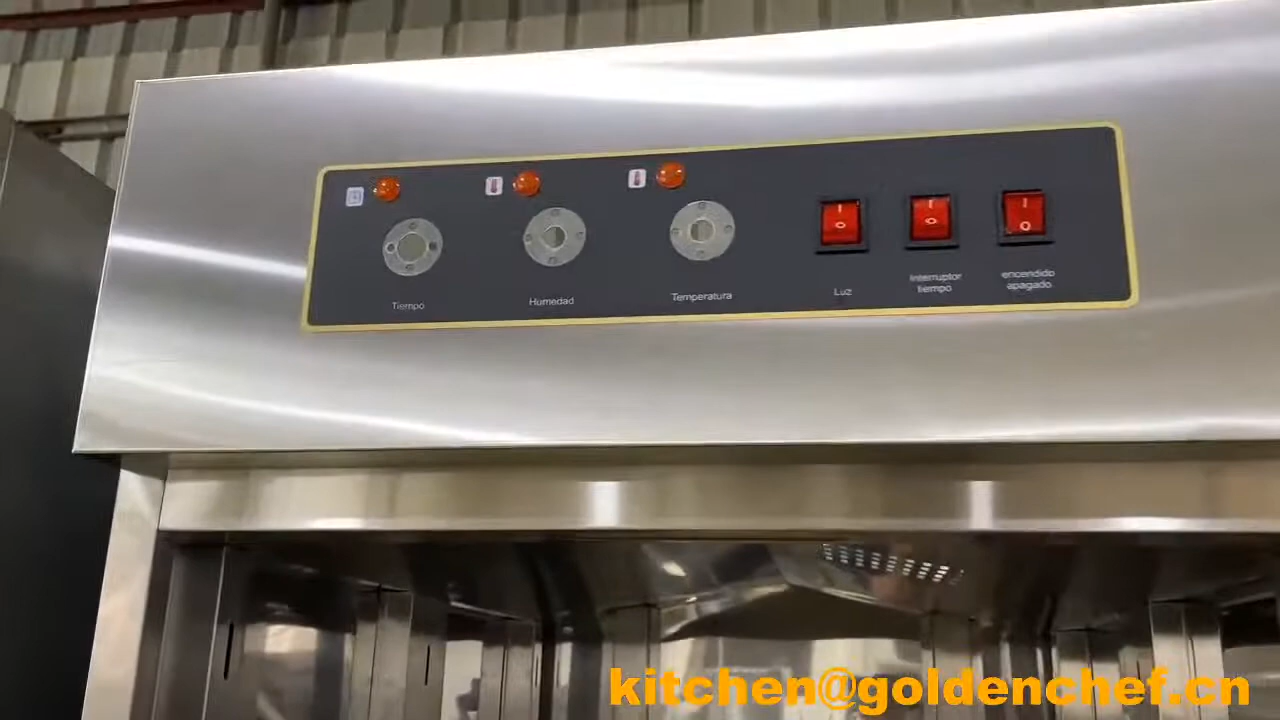 Tiempo
Humedad
Temperatura
Luz
Interruptor
tiempo
encendido
apagado
kitchen@goldenchef.cn